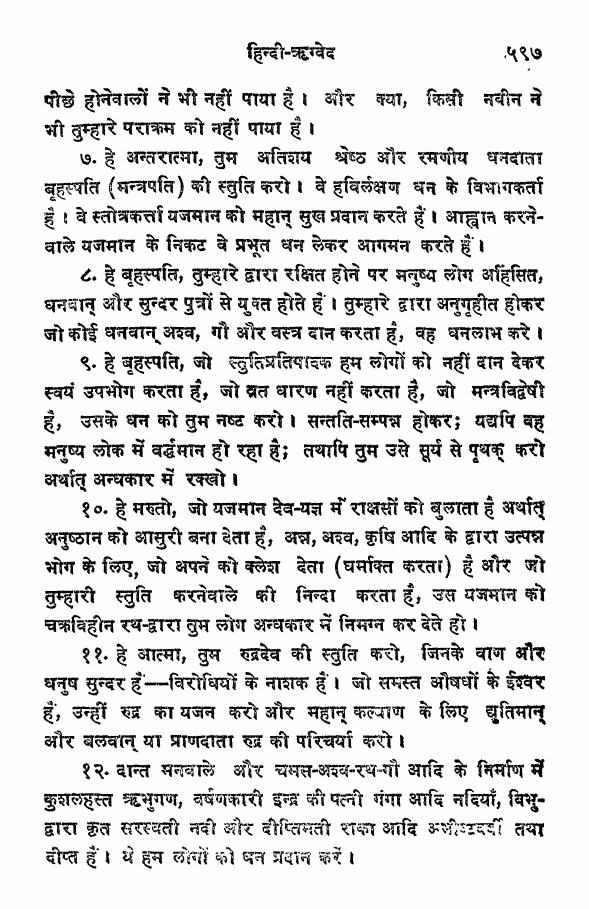 हिन्दी-ऋग्वेद ५९७
पीछे होनेवालों ने भी नहीं पाया है। और क्या, किसी नवीन ने
भी तुम्हारे पराक्रम को नहीं पाया है।
७. हे अन्तरात्मा, तुम अतिशय श्रेष्ठ और रमणीय धनदाता
बृहस्पति (मन्त्रपति) की स्तुति करो। वे हविर्लक्षण धन के विभागकर्ता
है। वे स्तोत्रकर्त्ता यजमान को महान् सुख प्रदान करते हैं। आह्वान करने-
वाले यजमान के निकट वे प्रभूत धन लेकर आगमन करते हैं।
८. हे बृहस्पति, तुम्हारे द्वारा रक्षित होने पर मनुष्य लोग अहिंसित,
धनवान् और सुन्दर पुत्रों से युक्त होते हैं। तुम्हारे द्वारा अनुगृहीत होकर
जो कोई धनवान् अश्व, गौ और वस्त्र दान करता है, वह धनलाभ करे।
९. हे बृहस्पति, जो स्तुतिप्रतिपादक हम लोगों को नहीं दान देकर
स्वयं उपभोग करता है, जो व्रत धारण नहीं करता है, जो मन्त्रविद्वेषी
है, उसके धन को तुम नष्ट करो। सन्तति-सम्पन्न होकर; यद्यपि वह
मनुष्य लोक में वर्द्धमान हो रहा है; तथापि तुम उसे सूर्य से पृथक् करो
अर्थात् अन्धकार में रक्खो।
१०. हे मरुतो, जो यजमान देव-यज्ञ में राक्षसों को बुलाता है अर्थात्
अनुष्ठान को आसुरी बना देता है, अन्न, अश्व, कृषि आदि के द्वारा उत्पन्न
भोग के लिए, जो अपने को क्लेश देता (घर्माक्त करता) है और जो
तुम्हारी स्तुति करनेवाले की निन्दा करता है, उस यजमान को
चक्रविहीन रथ-द्वारा तुम लोग अन्धकार में निमग्न कर देते हो।
११. हे आत्मा, तुम रुद्रदेव की स्तुति करो, जिनके वाण और
धनुष सुन्दर हैं—विरोधियों के नाशक हैं। जो समस्त औषधों के ईश्वर
हैं, उन्हीं रुद्र का यजन करो और महान् कल्याण के लिए द्युतिमान्
और बलवान् या प्राणदाता रुद्र की परिचर्या करो।
१२. दान्त मनवाले और चमस-अश्व-रथ-गौ आदि के निर्माण में
कुशलहस्त ऋभुगण, वर्षणकारी इन्द्र की पत्नी गंगा आदि नदियाँ, विभु-
द्वारा कृत सरस्वती नदी और दीप्तिमती राका आदि अभीष्टवर्षी तथा
दीप्त हैं। ये हम लोगों को धन प्रदान करें।